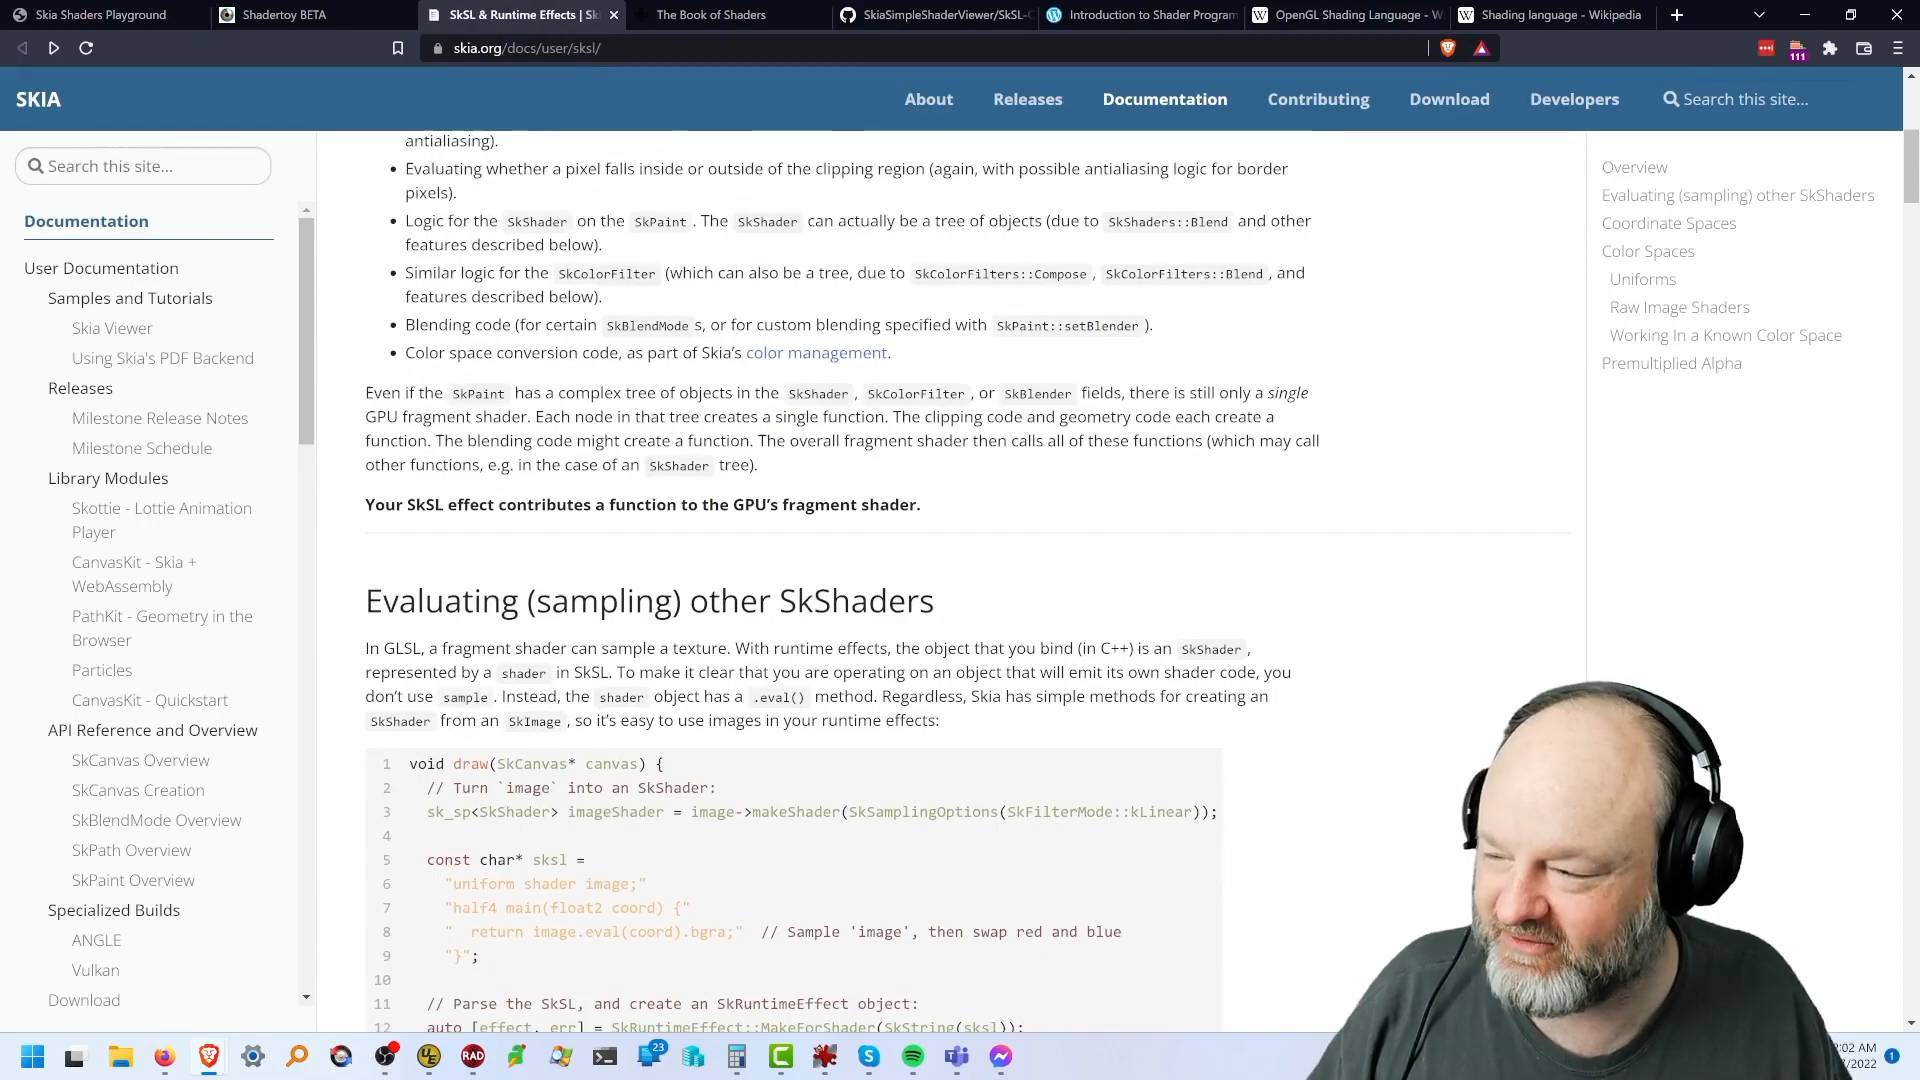 Skia Shaders Playground
Shadertoy BETA
SkSL & Runtime Effects | Sk
The Book of Shaders
SkiaSimpleShaderViewer/SkSL-C
Introduction to Shader Program
OpenGL Shading Language - W
Shading language - Wikipedia
skia.org/docs/user/sksl/
111
SKIA
About
Releases
Documentation
Contributing
Download
Developers
Search this site...
Search this site...
Documentation
User Documentation
Samples and Tutorials
Skia Viewer
Using Skia's PDF Backend
Releases
Milestone Release Notes
Milestone Schedule
Library Modules
Skottie - Lottie Animation
Player
CanvasKit - Skia +
WebAssembly
PathKit - Geometry in the
Browser
Particles
CanvasKit - Quickstart
API Reference and Overview
SkCanvas Overview
SkCanvas Creation
SkBlendMode Overview
SkPath Overview
SkPaint Overview
Specialized Builds
ANGLE
Vulkan
Download
antialiasing).
• Evaluating whether a pixel falls inside or outside of the clipping region (again, with possible antialiasing logic for border
pixels).
• Logic for the SkShader on the SkPaint. The SkShader can actually be a tree of objects (due to SkShaders::Blend and other
features described below).
• Similar logic for the SkColorFilter (which can also be a tree, due to SkColorFilters::Compose, SkColorFilters::Blend, and
features described below).
• Blending code (for certain SkBlendMode s, or for custom blending specified with SkPaint::setBlender ).
• Color space conversion code, as part of Skia’s color management.
Even if the SkPaint has a complex tree of objects in the SkShader, SkColorFilter, or SkBlender fields, there is still only a single
GPU fragment shader. Each node in that tree creates a single function. The clipping code and geometry code each create a
function. The blending code might create a function. The overall fragment shader then calls all of these functions (which may call
other functions, e.g. in the case of an SkShader tree).
Your SkSL effect contributes a function to the GPU’s fragment shader.
Evaluating (sampling) other SkShaders
In GLSL, a fragment shader can sample a texture. With runtime effects, the object that you bind (in C++) is an SkShader,
represented by a shader in SkSL. To make it clear that you are operating on an object that will emit its own shader code, you
don’t use sample. Instead, the shader object has a .eval() method. Regardless, Skia has simple methods for creating an
SkShader from an SkImage, so it’s easy to use images in your runtime effects:
1 void draw(SkCanvas* canvas) {
2 // Turn `image` into an SkShader:
3 sk_sp<SkShader> imageShader = image->makeShader(SkSamplingOptions(SkFilterMode::kLinear));
4
5 const char* sksl =
6 "uniform shader image;"
7 "half4 main(float2 coord) {"
8 " return image.eval(coord).bgra;" // Sample 'image', then swap red and blue
9 "}";
10
11 // Parse the SkSL, and create an SkRuntimeEffect object:
12 auto [effect, err] = SkRuntimeEffect::MakeForShader(SkString(sksl));
Overview
Evaluating (sampling) other SkShaders
Coordinate Spaces
Color Spaces
Uniforms
Raw Image Shaders
Working In a Known Color Space
Premultiplied Alpha
UE
RAD
23
:02 AM
/2022
1